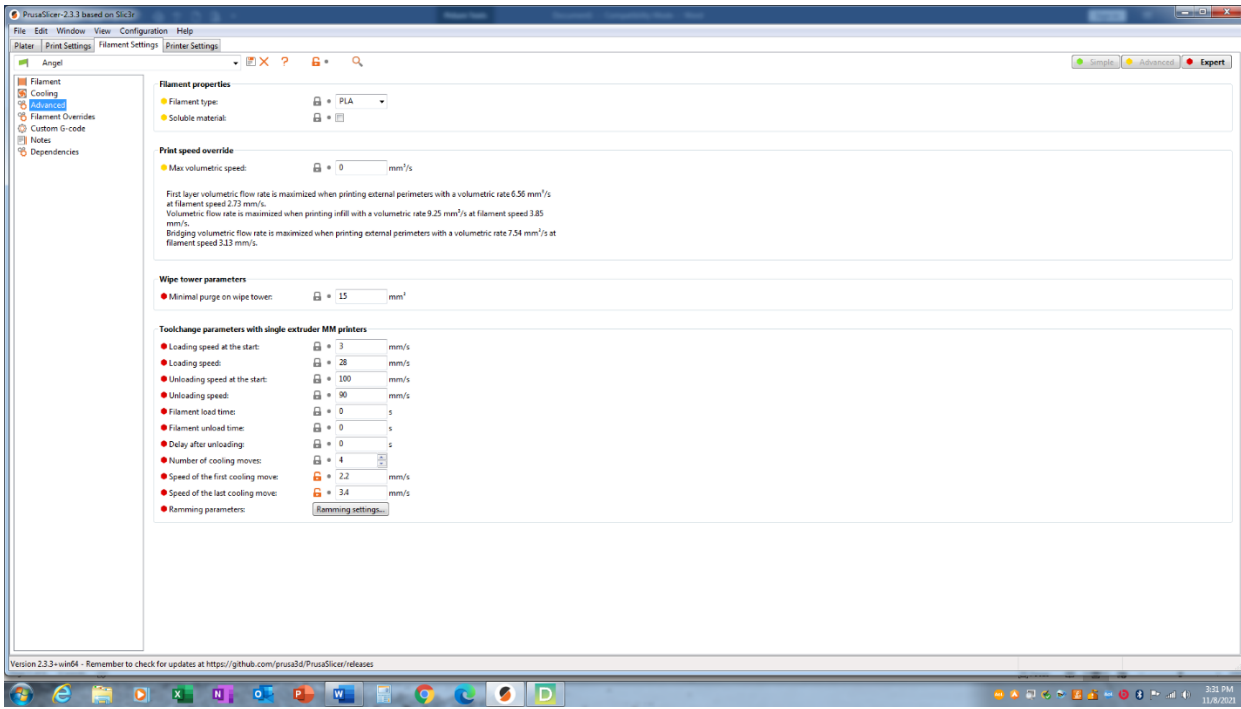 PrusaSlicer-2.3.3 based on Slic3r
File Edit Window View Configuration Help
Plater Print Settings Filament Settings Printer Settings
Angel
Simple Advanced Expert
Filament
Cooling
Advanced
Filament Overrides
Custom G-code
Notes
Dependencies
Filament properties
Filament type: PLA
Soluble material:
Print speed override
Max volumetric speed: 0 mm³/s
First layer volumetric flow rate is maximized when printing external perimeters with a volumetric rate 6.56 mm³/s
at filament speed 2.73 mm/s.
Volumetric flow rate is maximized when printing infill with a volumetric rate 9.25 mm³/s at filament speed 3.85
mm/s.
Bridging volumetric flow rate is maximized when printing external perimeters with a volumetric rate 7.54 mm³/s at
filament speed 3.13 mm/s.
Wipe tower parameters
Minimal purge on wipe tower: 15 mm³
Toolchange parameters with single extruder MM printers
Loading speed at the start: 3 mm/s
Loading speed: 28 mm/s
Unloading speed at the start: 100 mm/s
Unloading speed: 90 mm/s
Filament load time: 0 s
Filament unload time: 0 s
Delay after unloading: 0 s
Number of cooling moves: 4
Speed of the first cooling move: 2.2 mm/s
Speed of the last cooling move: 3.4 mm/s
Ramming parameters: Ramming settings...
Version 2.3.3+win64 - Remember to check for updates at https://github.com/prusa3d/PrusaSlicer/releases
3:31 PM
11/8/2021